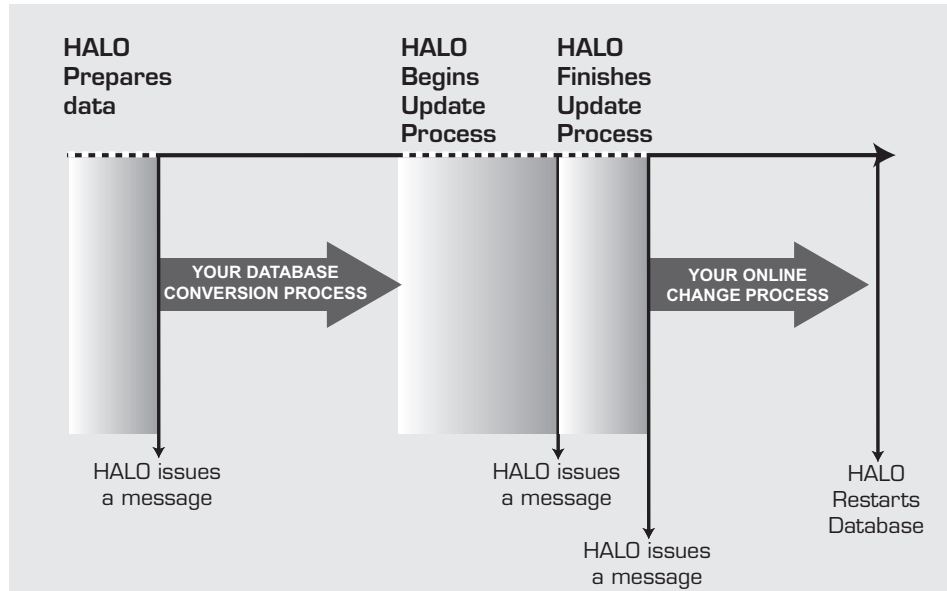 HALO
Prepares
data
HALO
Begins
Update
Process
HALO
Finishes
Update
Process
YOUR DATABASE
CONVERSION PROCESS
YOUR ONLINE
CHANGE PROCESS
HALO issues
a message
HALO issues
a message
HALO
Restarts
Database
HALO issues
a message